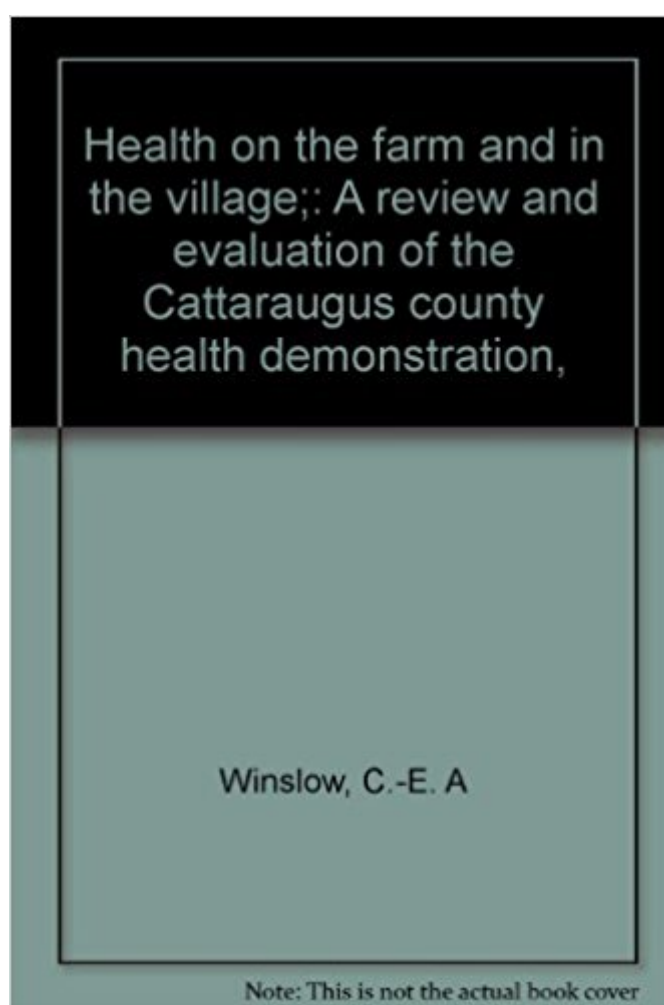 Health on the farm and in
the village;: A review and
evaluation of the
Cattaraugus county
health demonstration,
Winslow, C.-E. A
Note: This is not the actual book cover